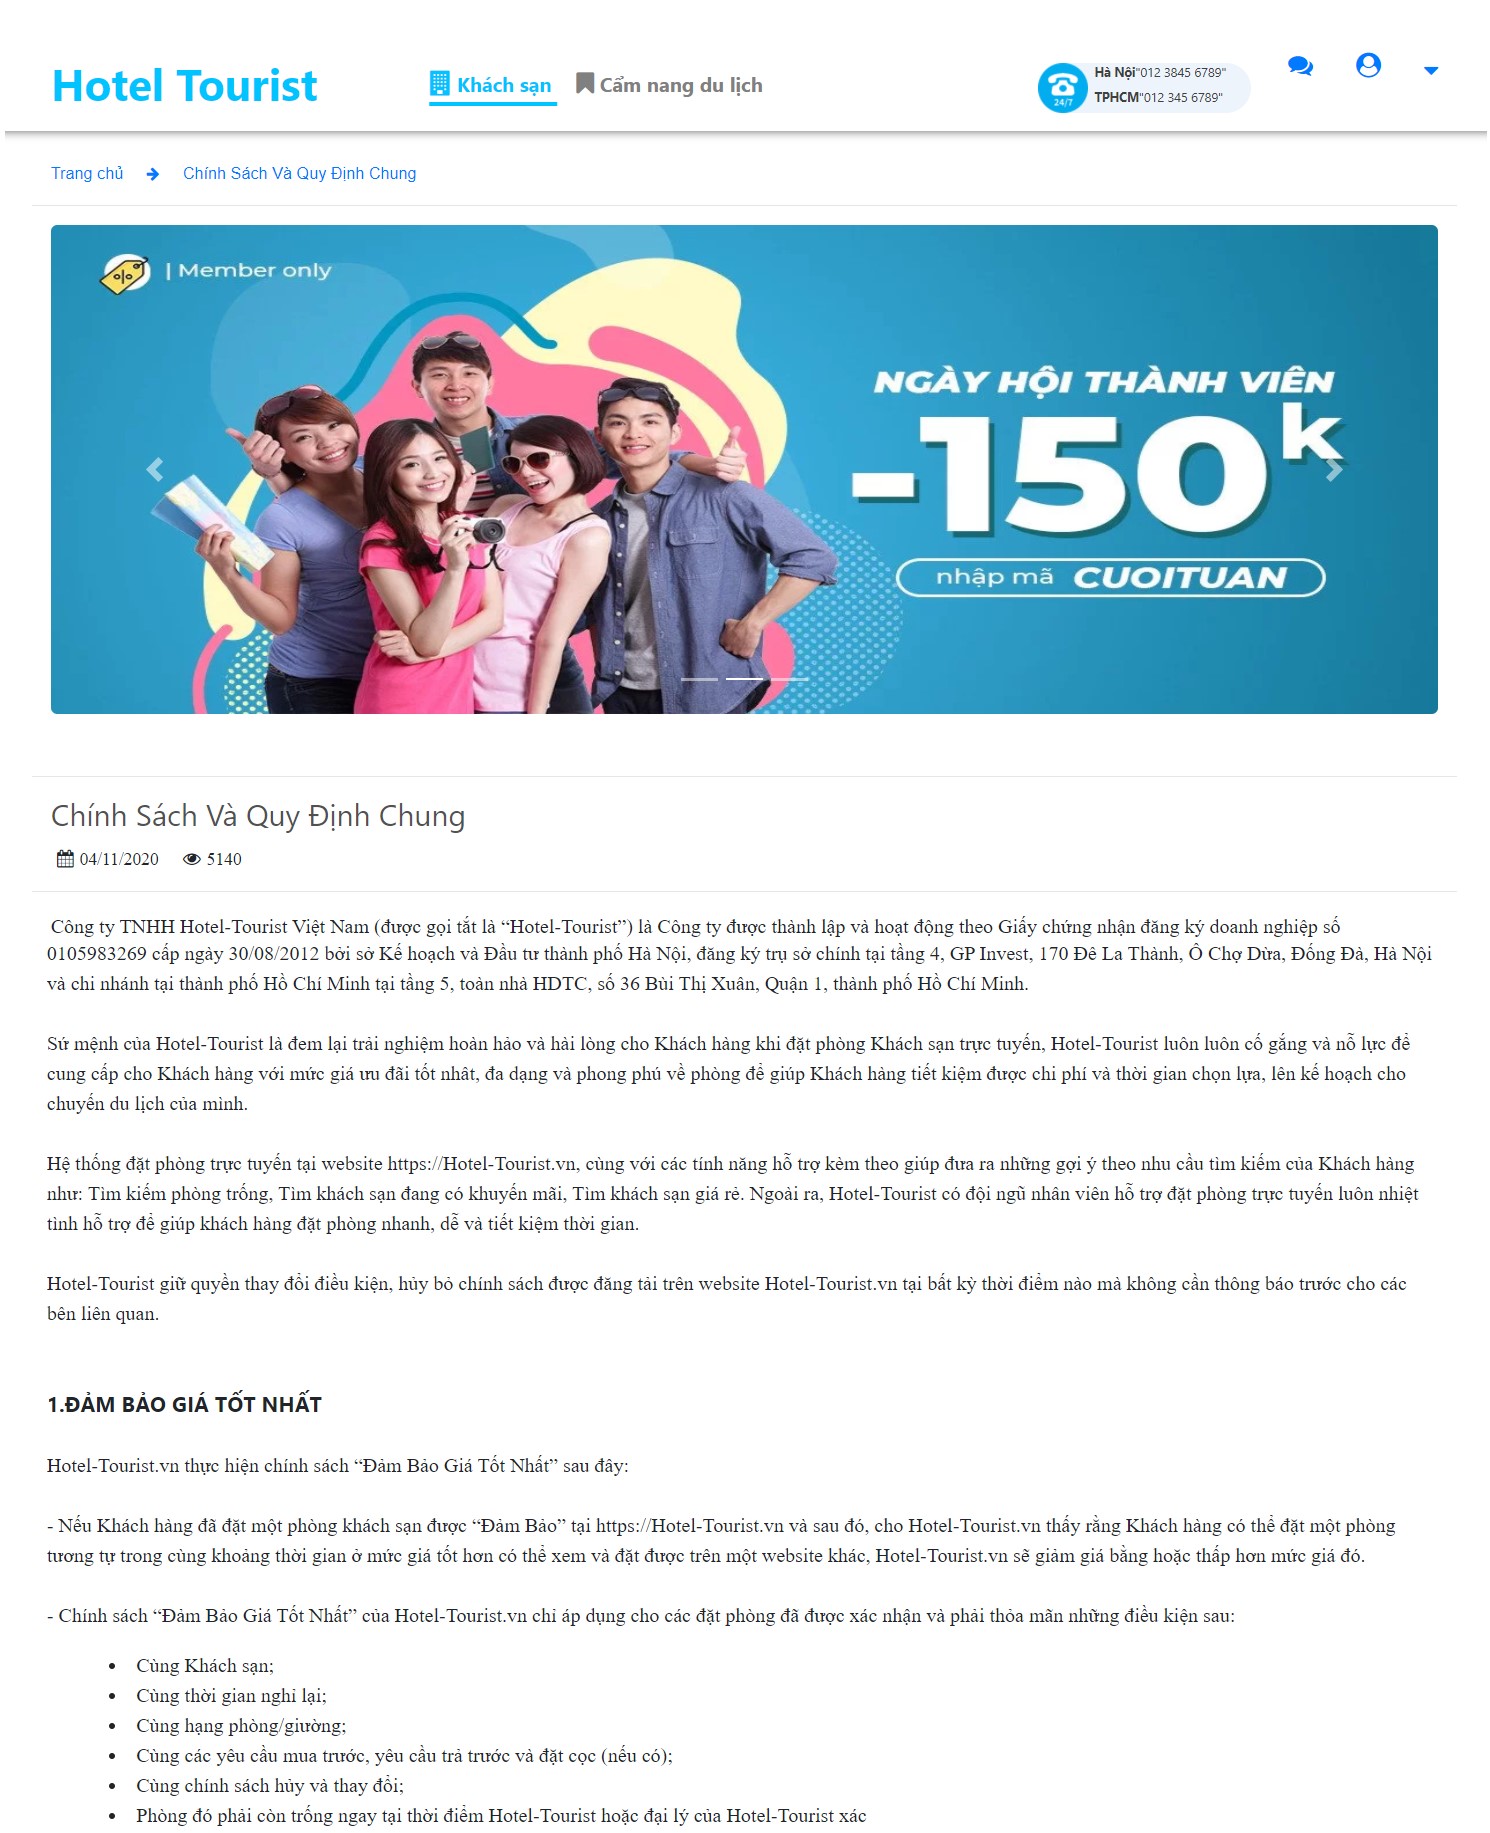 Hotel Tourist
Khách sạn
Cẩm nang du lịch
Hà Nội"012 3845 6789"
TPHCM"012 345 6789"
24/7
Trang chủ
Chính Sách Và Quy Định Chung
| Member only
NGÀY HỘI THÀNH VIÊN
-150k
nhập mã CUOITUAN
Chính Sách Và Quy Định Chung
04/11/2020 5140
Công ty TNHH Hotel-Tourist Việt Nam (được gọi tắt là “Hotel-Tourist”) là Công ty được thành lập và hoạt động theo Giấy chứng nhận đăng ký doanh nghiệp số
0105983269 cấp ngày 30/08/2012 bởi sở Kế hoạch và Đầu tư thành phố Hà Nội, đăng ký trụ sở chính tại tầng 4, GP Invest, 170 Đê La Thành, Ô Chợ Dừa, Đống Đà, Hà Nội
và chi nhánh tại thành phố Hồ Chí Minh tại tầng 5, toàn nhà HDTC, số 36 Bùi Thị Xuân, Quận 1, thành phố Hồ Chí Minh.
Sứ mệnh của Hotel-Tourist là đem lại trải nghiệm hoàn hảo và hài lòng cho Khách hàng khi đặt phòng Khách sạn trực tuyến, Hotel-Tourist luôn luôn cố gắng và nỗ lực để
cung cấp cho Khách hàng với mức giá ưu đãi tốt nhât, đa dạng và phong phú về phòng để giúp Khách hàng tiết kiệm được chi phí và thời gian chọn lựa, lên kế hoạch cho
chuyến du lịch của mình.
Hệ thống đặt phòng trực tuyến tại website https://Hotel-Tourist.vn, cùng với các tính năng hỗ trợ kèm theo giúp đưa ra những gợi ý theo nhu cầu tìm kiếm của Khách hàng
như: Tìm kiếm phòng trống, Tìm khách sạn đang có khuyến mãi, Tìm khách sạn giá rẻ. Ngoài ra, Hotel-Tourist có đội ngũ nhân viên hỗ trợ đặt phòng trực tuyến luôn nhiệt
tình hỗ trợ để giúp khách hàng đặt phòng nhanh, dễ và tiết kiệm thời gian.
Hotel-Tourist giữ quyền thay đổi điều kiện, hủy bỏ chính sách được đăng tải trên website Hotel-Tourist.vn tại bất kỳ thời điểm nào mà không cần thông báo trước cho các
bên liên quan.
1.ĐẢM BẢO GIÁ TỐT NHẤT
Hotel-Tourist.vn thực hiện chính sách “Đảm Bảo Giá Tốt Nhất” sau đây:
- Nếu Khách hàng đã đặt một phòng khách sạn được “Đảm Bảo” tại https://Hotel-Tourist.vn và sau đó, cho Hotel-Tourist.vn thấy rằng Khách hàng có thể đặt một phòng
tương tự trong cùng khoảng thời gian ở mức giá tốt hơn có thể xem và đặt được trên một website khác, Hotel-Tourist.vn sẽ giảm giá bằng hoặc thấp hơn mức giá đó.
- Chính sách “Đảm Bảo Giá Tốt Nhất” của Hotel-Tourist.vn chỉ áp dụng cho các đặt phòng đã được xác nhận và phải thỏa mãn những điều kiện sau:
• Cùng Khách sạn;
• Cùng thời gian nghỉ lại;
• Cùng hạng phòng/giường;
• Cùng các yêu cầu mua trước, yêu cầu trả trước và đặt cọc (nếu có);
• Cùng chính sách hủy và thay đổi;
• Phòng đó phải còn trống ngay tại thời điểm Hotel-Tourist hoặc đại lý của Hotel-Tourist xác